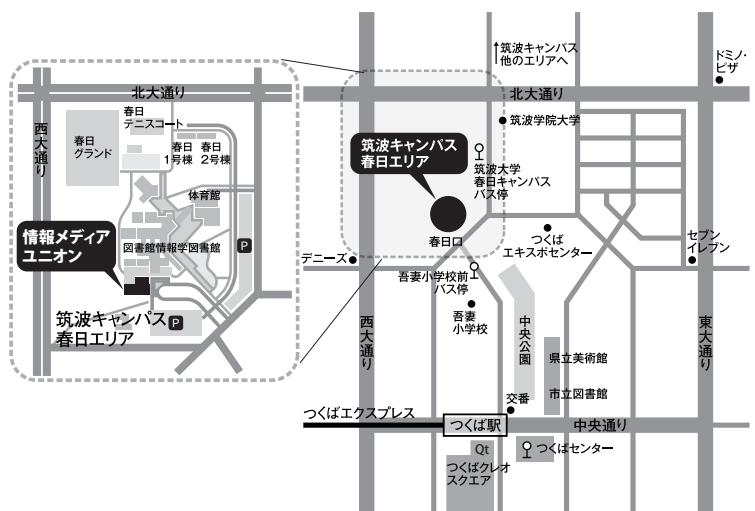 北大通り
西大通り
春日
グランド
春日
テニスコート
春日
1号棟
春日
2号棟
体育館
情報メディア
ユニオン
図書館情報学図書館
P
筑波キャンパス
春日エリア
P
↑筑波キャンパス
他のエリアへ
ドミノ・
ピザ
北大通り
筑波学院大学
筑波キャンパス
春日エリア
筑波大学
春日キャンパス
バス停
春日口
つくば
エキスポセンター
セブン
イレブン
デニーズ
吾妻小学校前
バス停
吾妻
小学校
西大通り
中央公園
東大通り
県立美術館
市立図書館
交番
つくばエクスプレス
つくば駅
中央通り
Qt
つくばセンター
つくばクレオ
スクエア